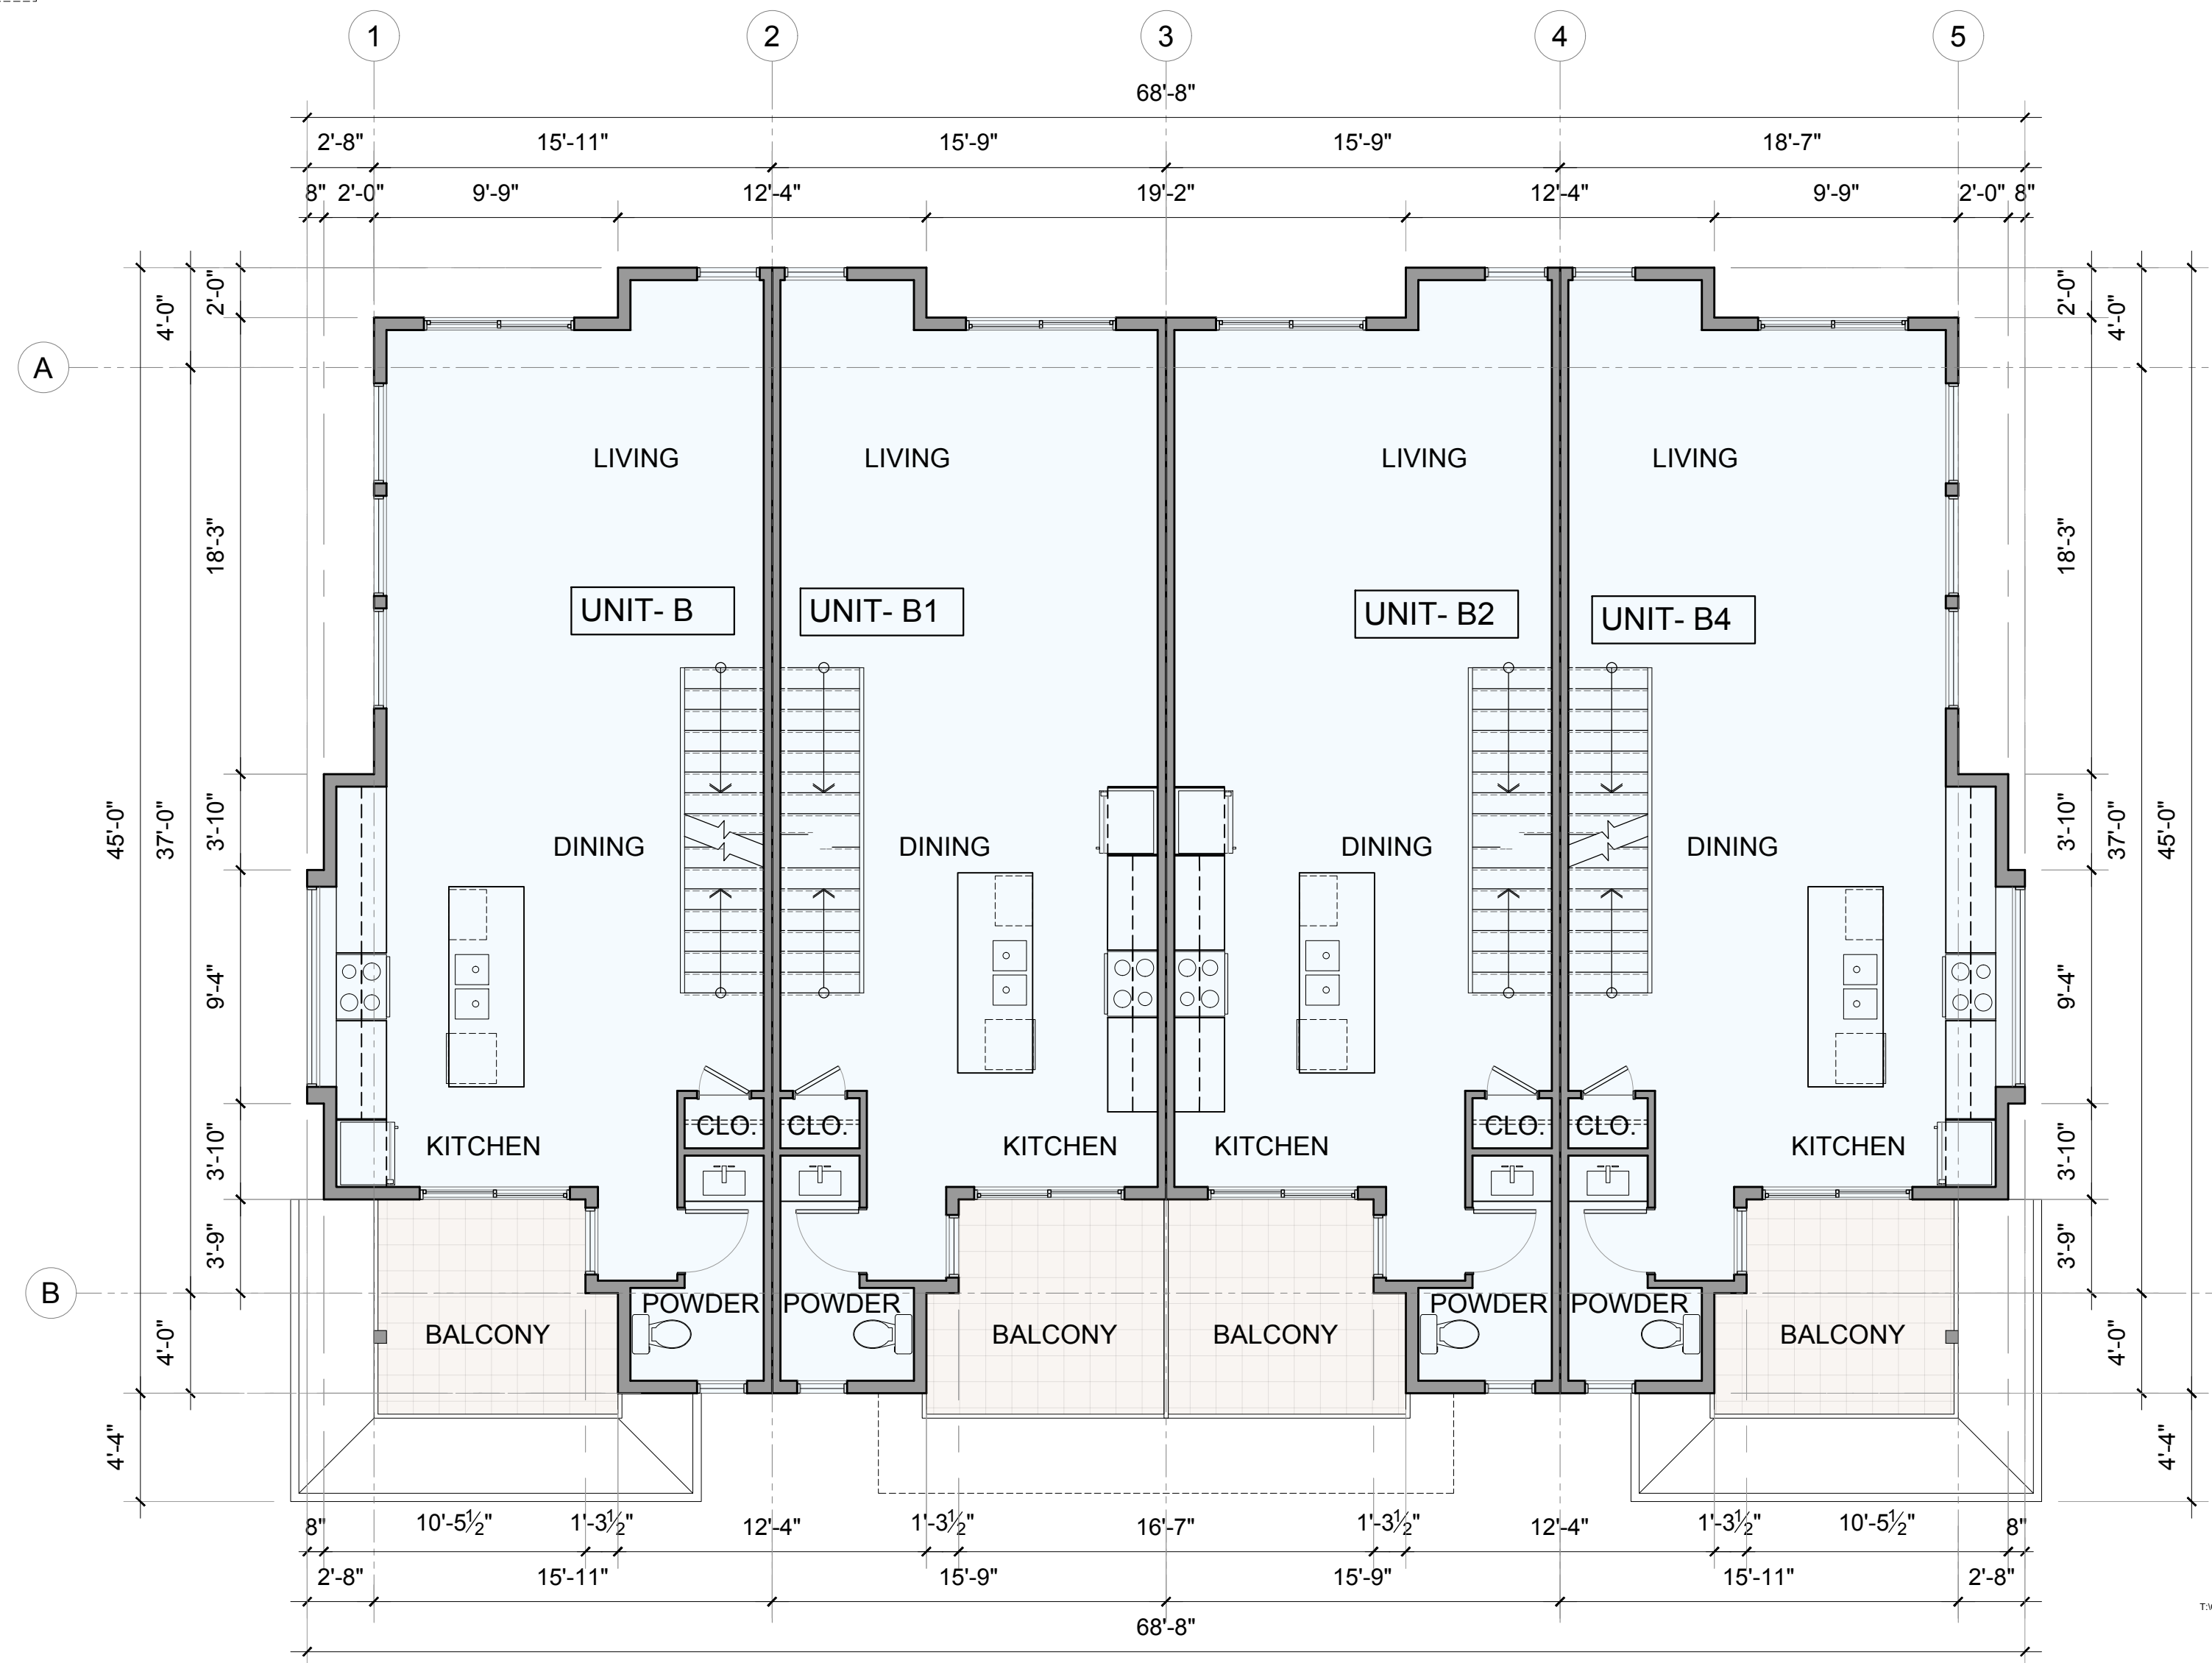 1 2 3 4 5
68'-8"
2'-8" 15'-11" 15'-9" 15'-9" 18'-7"
8" 2'-0" 9'-9" 12'-4" 19'-2" 12'-4" 9'-9" 2'-0" 8"
2'-0" 2'-0"
4'-0" 4'-0"
A
LIVING LIVING LIVING LIVING
18'-3" 18'-3"
UNIT- B UNIT- B1 UNIT- B2 UNIT- B4
45'-0" 37'-0" 3'-10" 3'-10" 37'-0" 45'-0"
DINING DINING DINING DINING
9'-4" 9'-4"
CLO. CLO. CLO. CLO.
3'-10" KITCHEN KITCHEN KITCHEN KITCHEN 3'-10"
3'-9" 3'-9"
B
POWDER POWDER POWDER POWDER
4'-0" BALCONY BALCONY BALCONY BALCONY 4'-0"
4'-4" 4'-4"
8" 10'-5½" 1'-3½" 12'-4" 1'-3½" 16'-7" 1'-3½" 12'-4" 1'-3½" 10'-5½" 8"
2'-8" 15'-11" 15'-9" 15'-9" 15'-11" 2'-8"
68'-8"